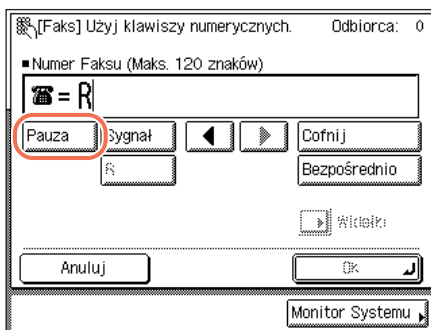 [Faks] Użyj klawiszy numerycznych. Odbiorca: 0
▪Numer Faksu (Maks. 120 znaków)
☎=R
Pauza Sygnał ◀ ▶ Cofnij
R Bezpośrednio
Widełki
Anuluj Ok
Monitor Systemu